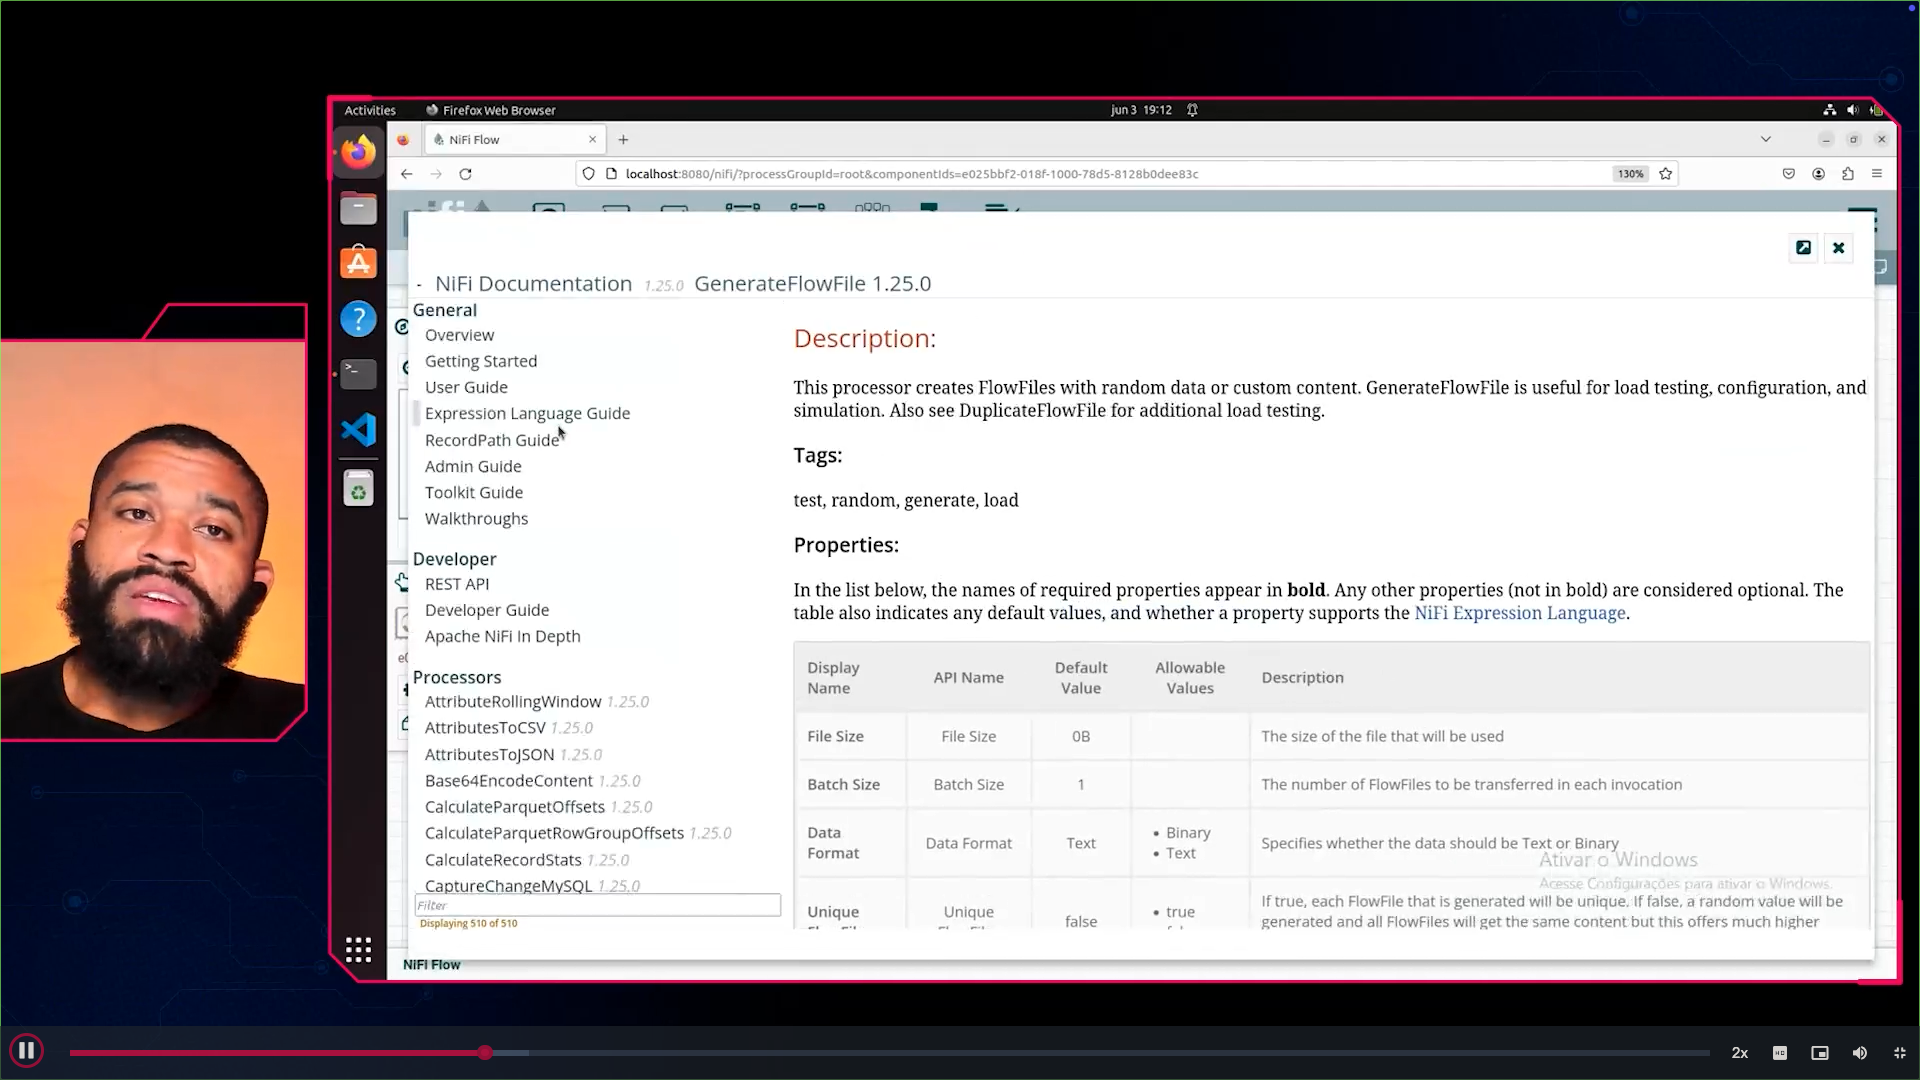 Activities
Firefox Web Browser
jun 3 19:12
NiFi Flow
localhost:8080/nifi/?processGroupId=root&componentIds=e025bbf2-018f-1000-78d5-8128b0dee83c
130%
NiFi Documentation 1.25.0 GenerateFlowFile 1.25.0
General
Overview
Getting Started
User Guide
Expression Language Guide
RecordPath Guide
Admin Guide
Toolkit Guide
Walkthroughs
Developer
REST API
Developer Guide
Apache NiFi In Depth
Processors
AttributeRollingWindow 1.25.0
AttributesToCSV 1.25.0
AttributesToJSON 1.25.0
Base64EncodeContent 1.25.0
CalculateParquetOffsets 1.25.0
CalculateParquetRowGroupOffsets 1.25.0
CalculateRecordStats 1.25.0
CaptureChangeMySQL 1.25.0
Filter
Displaying 510 of 510
Description:
This processor creates FlowFiles with random data or custom content. GenerateFlowFile is useful for load testing, configuration, and
simulation. Also see DuplicateFlowFile for additional load testing.
Tags:
test, random, generate, load
Properties:
In the list below, the names of required properties appear in bold. Any other properties (not in bold) are considered optional. The
table also indicates any default values, and whether a property supports the NiFi Expression Language.
Display Name API Name Default Value Allowable Values Description
File Size File Size 0B The size of the file that will be used
Batch Size Batch Size 1 The number of FlowFiles to be transferred in each invocation
Data Format Data Format Text • Binary • Text Specifies whether the data should be Text or Binary
Unique Unique false • true If true, each FlowFile that is generated will be unique. If false, a random value will be
generated and all FlowFiles will get the same content but this offers much higher
Ativar o Windows
Acesse Configurações para ativar o Windows.
NiFi Flow
2x